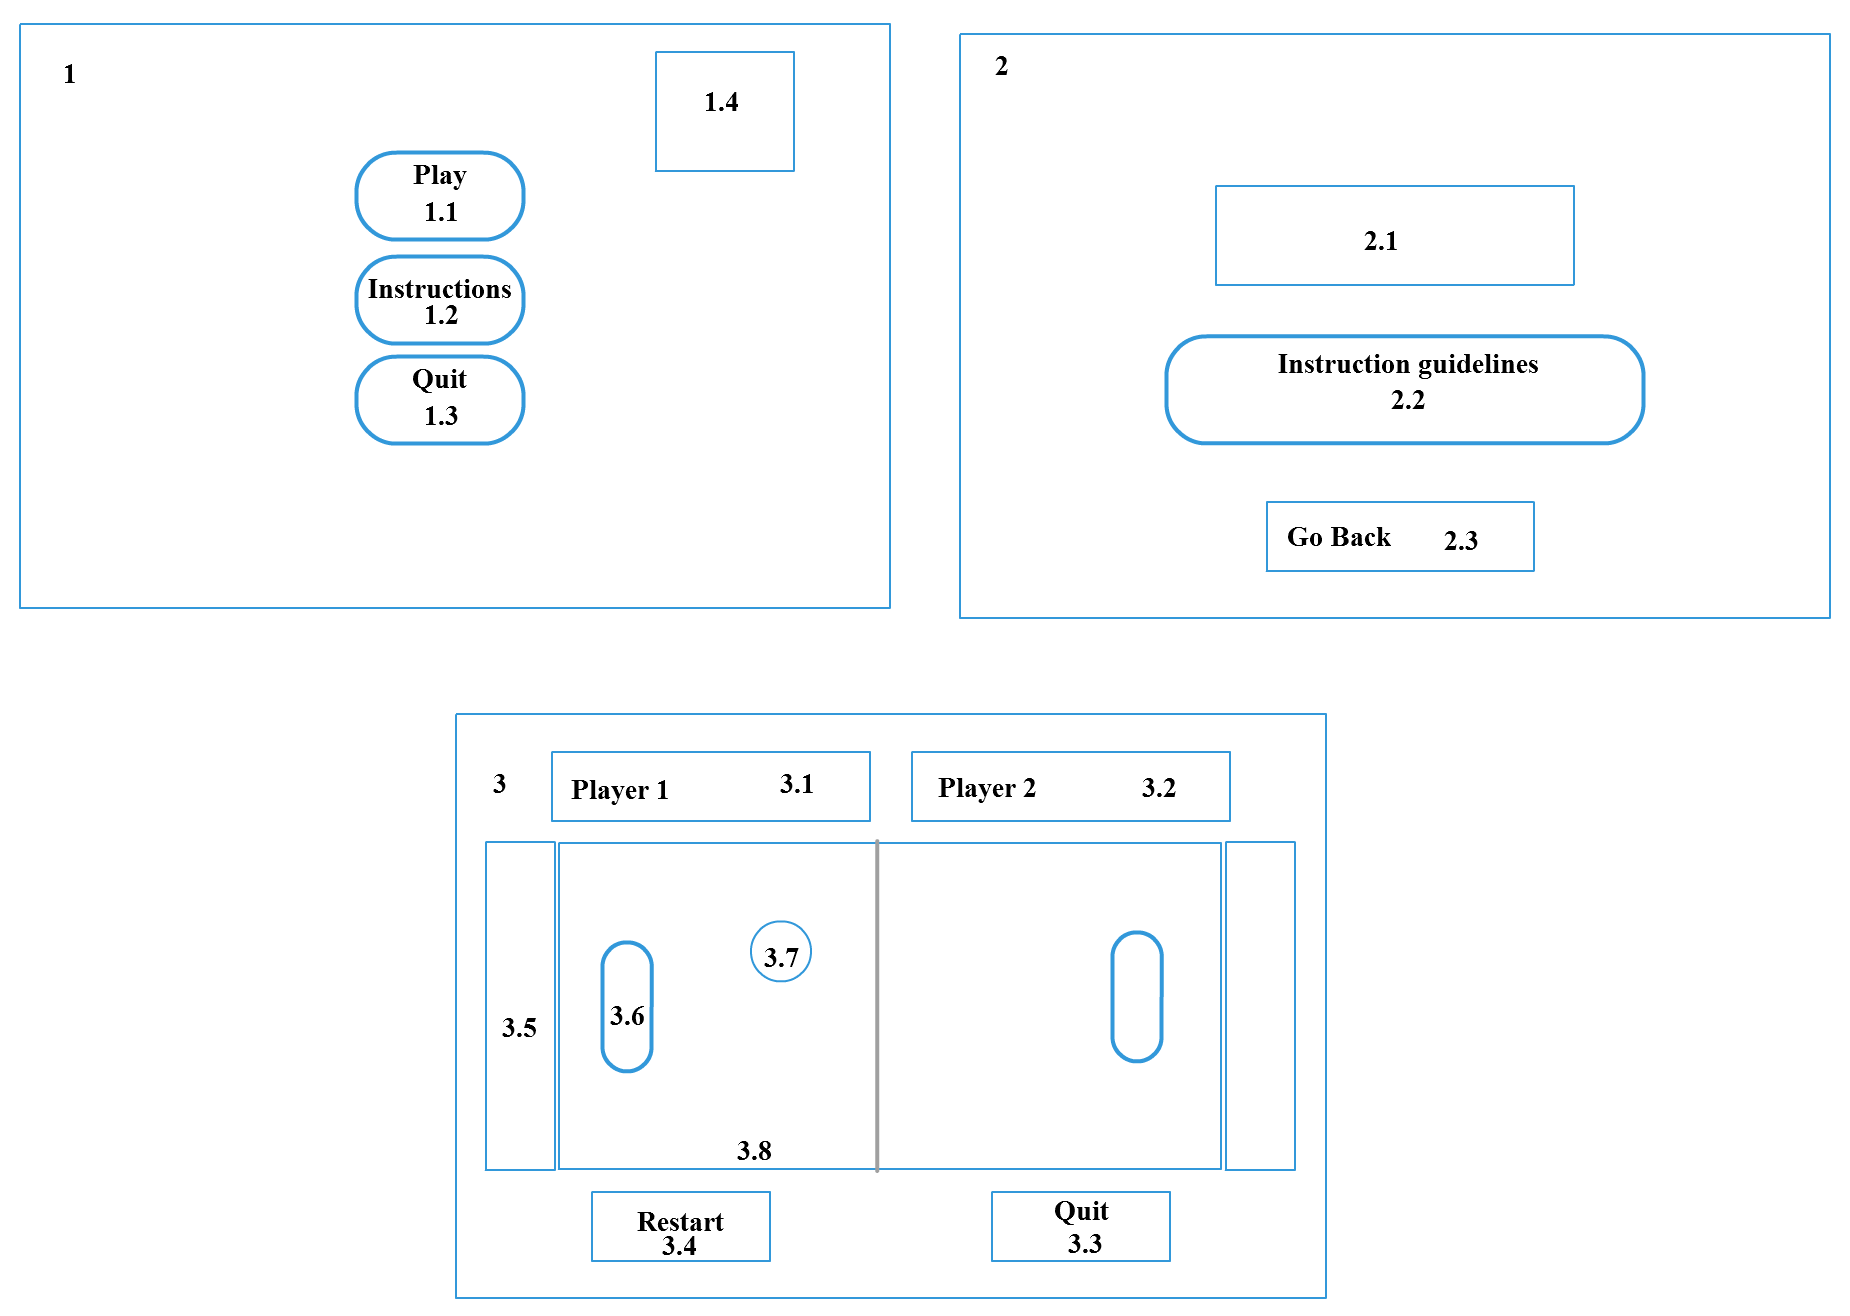 1
1.4
Play
1.1
Instructions
1.2
Quit
1.3
2
2.1
Instruction guidelines
2.2
Go Back 2.3
3
Player 1 3.1
Player 2 3.2
3.7
3.6
3.5
3.8
Restart
3.4
Quit
3.3